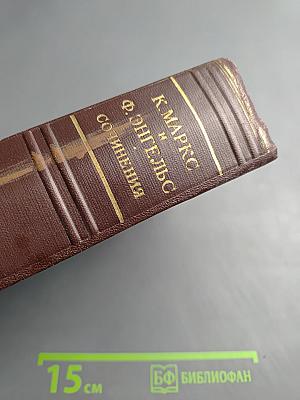 К. МАРКС
И
Ф. ЭНГЕЛЬС
СОЧИНЕНИЯ
15 см
БФ БИБЛИОФАН